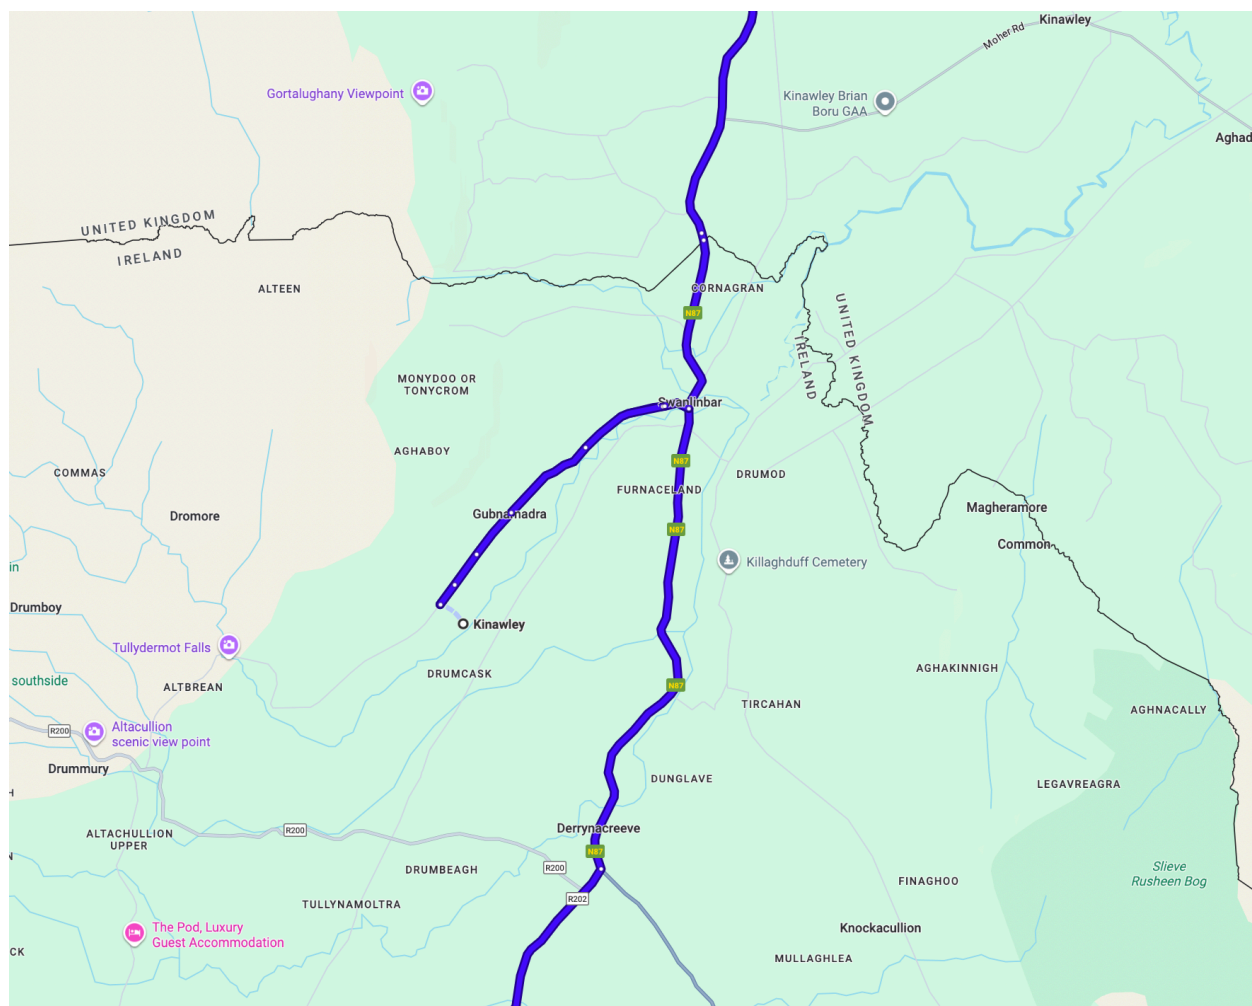 Kinawley
Moher Rd
Gortalughany Viewpoint
Kinawley Brian
Boru GAA
Aghad
UNITED KINGDOM
IRELAND
ALTEEN
CORNAGRAN
N87
UNITED KINGDOM
IRELAND
MONYDOO OR
TONYCROM
Swanlinbar
AGHABOY
N87
DRUMOD
COMMAS
FURNACELAND
Magheramore
Common
Gubnamadra
Dromore
N87
Killaghduff Cemetery
in
Drumboy
Kinawley
Tullydermot Falls
DRUMCASK
AGHAKINNIGH
southside
ALTBREAN
N87
TIRCAHAN
AGHNACALLY
R200
Altacullion
scenic view point
Drummury
DUNGLAVE
LEGAVREAGRA
H
R200
ALTACHULLION
UPPER
Derrynacreeve
N87
N
DRUMBEAGH
R200
Slieve
Rusheen Bog
FINAGHOO
R202
TULLYNAMOLTRA
The Pod, Luxury
Guest Accommodation
Knockacullion
CK
MULLAGHLEA